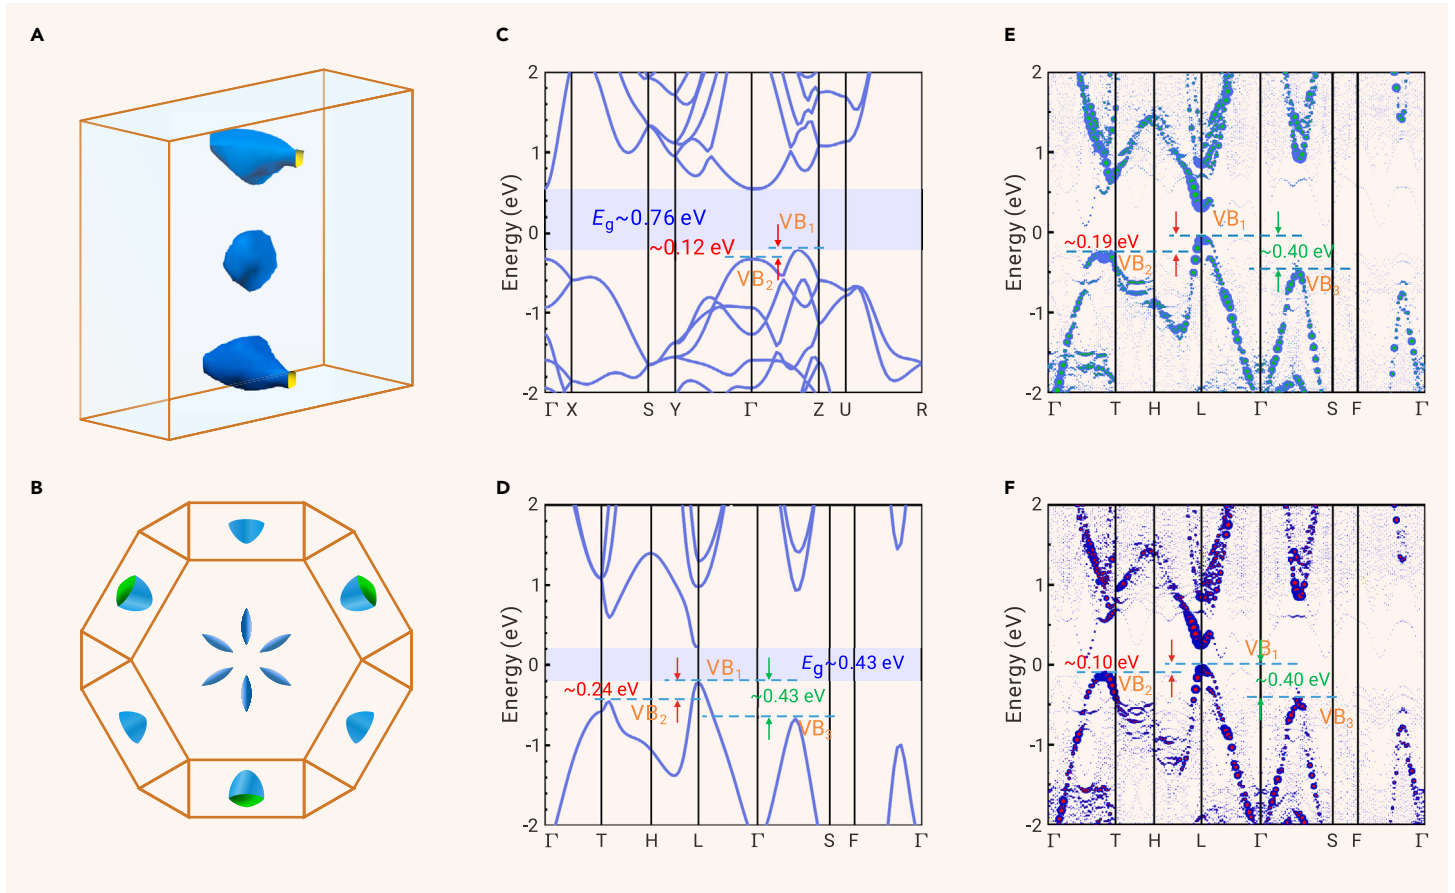 A
B
C
2
1
0
-1
-2
Energy (eV)
Eg~0.76 eV
~0.12 eV
VB1
VB2
Γ X S Y Γ Z U R
D
2
1
0
-1
-2
Energy (eV)
Eg~0.43 eV
VB1
~0.24 eV
~0.43 eV
VB2
VB3
Γ T H L Γ S F Γ
E
2
1
0
-1
-2
Energy (eV)
VB1
~0.19 eV
~0.40 eV
VB2
VB3
Γ T H L Γ S F Γ
F
2
1
0
-1
-2
Energy (eV)
VB1
~0.10 eV
~0.40 eV
VB2
VB3
Γ T H L Γ S F Γ